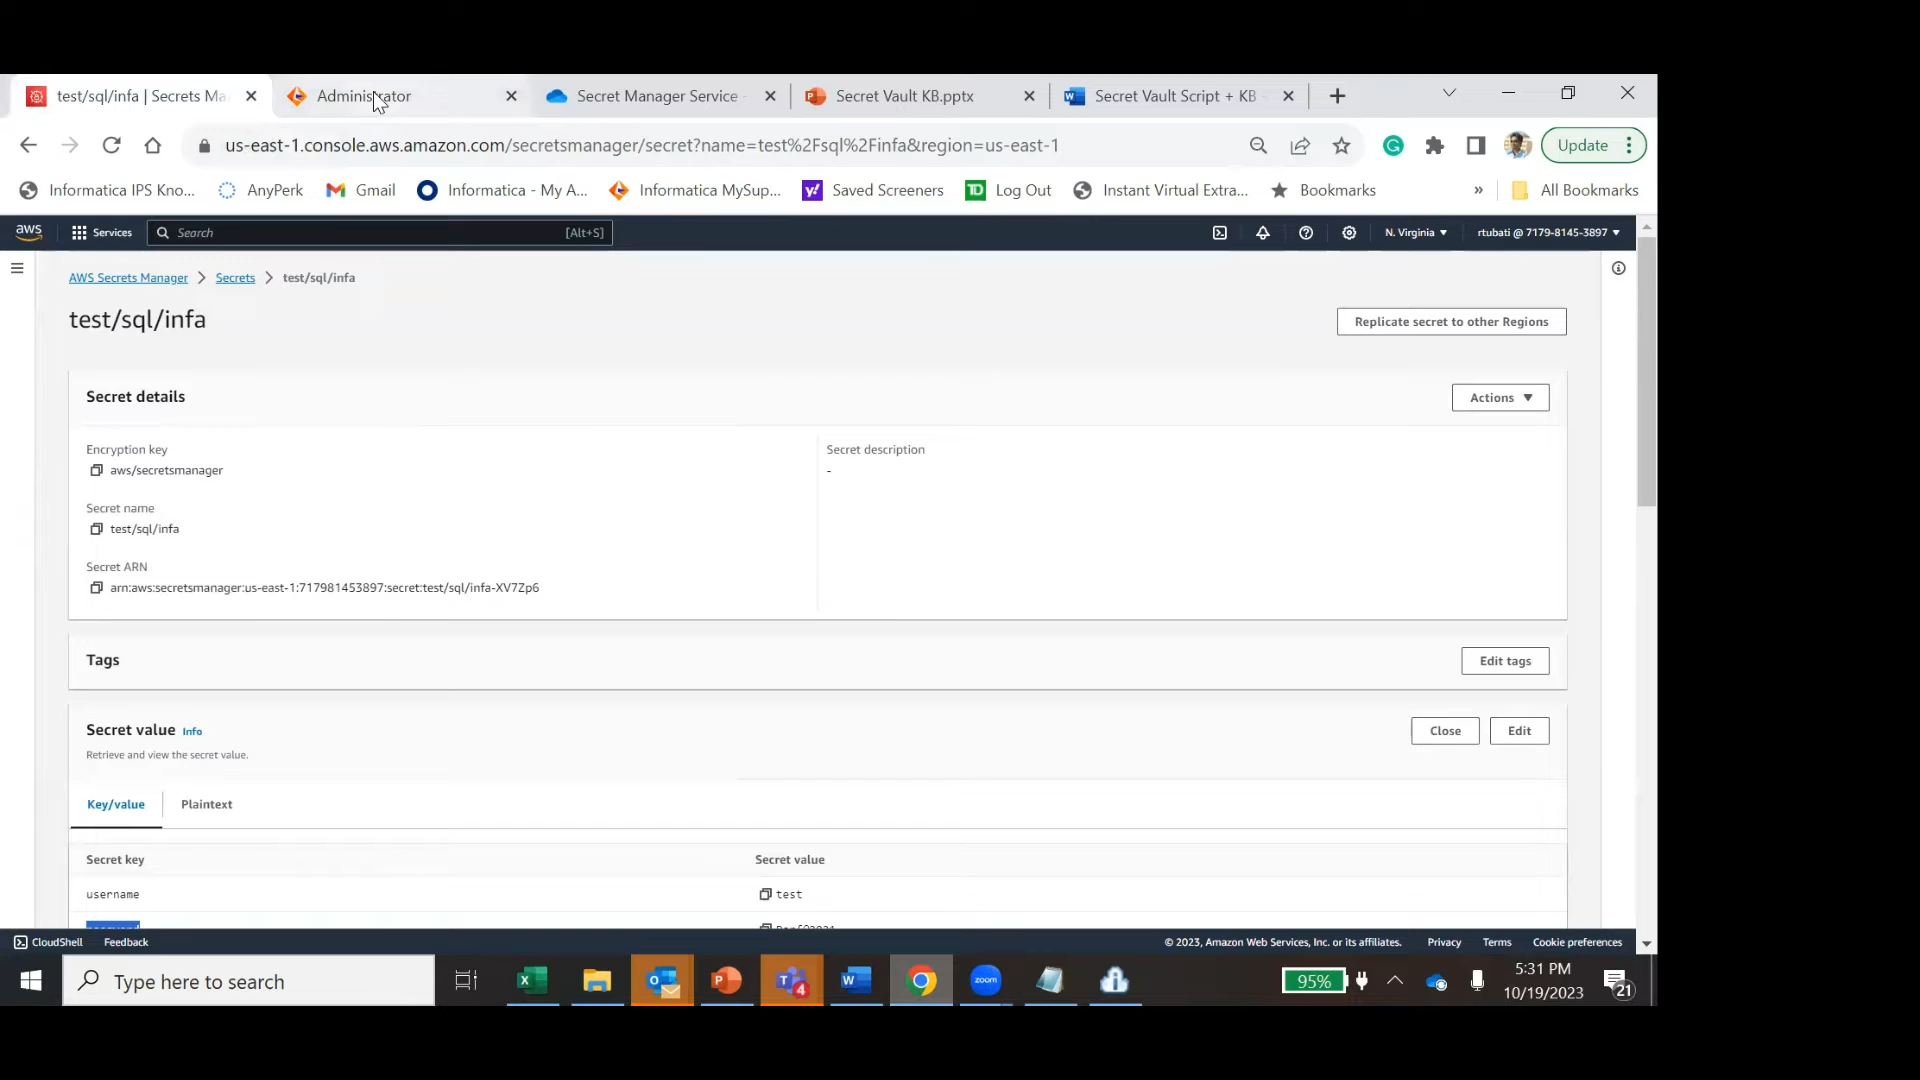 test/sql/infa | Secrets Ma
Administrator
Secret Manager Service
Secret Vault KB.pptx
Secret Vault Script + KB
us-east-1.console.aws.amazon.com/secretsmanager/secret?name=test%2Fsql%2Finfa&region=us-east-1
Update
Informatica IPS Kno...
AnyPerk
Gmail
Informatica - My A...
Informatica MySup...
Saved Screeners
TD Log Out
Instant Virtual Extra...
Bookmarks
»
All Bookmarks
aws
Services
Search
[Alt+S]
N. Virginia
rtubati @ 7179-8145-3897
AWS Secrets Manager
Secrets
test/sql/infa
test/sql/infa
Replicate secret to other Regions
Secret details
Actions
Encryption key
aws/secretsmanager
Secret description
-
Secret name
test/sql/infa
Secret ARN
arn:aws:secretsmanager:us-east-1:717981453897:secret:test/sql/infa-XV7Zp6
Tags
Edit tags
Secret value Info
Close
Edit
Retrieve and view the secret value.
Key/value
Plaintext
Secret key
Secret value
username
test
CloudShell
Feedback
© 2023, Amazon Web Services, Inc. or its affiliates.
Privacy
Terms
Cookie preferences
Type here to search
4
zoom
95%
5:31 PM
10/19/2023
21